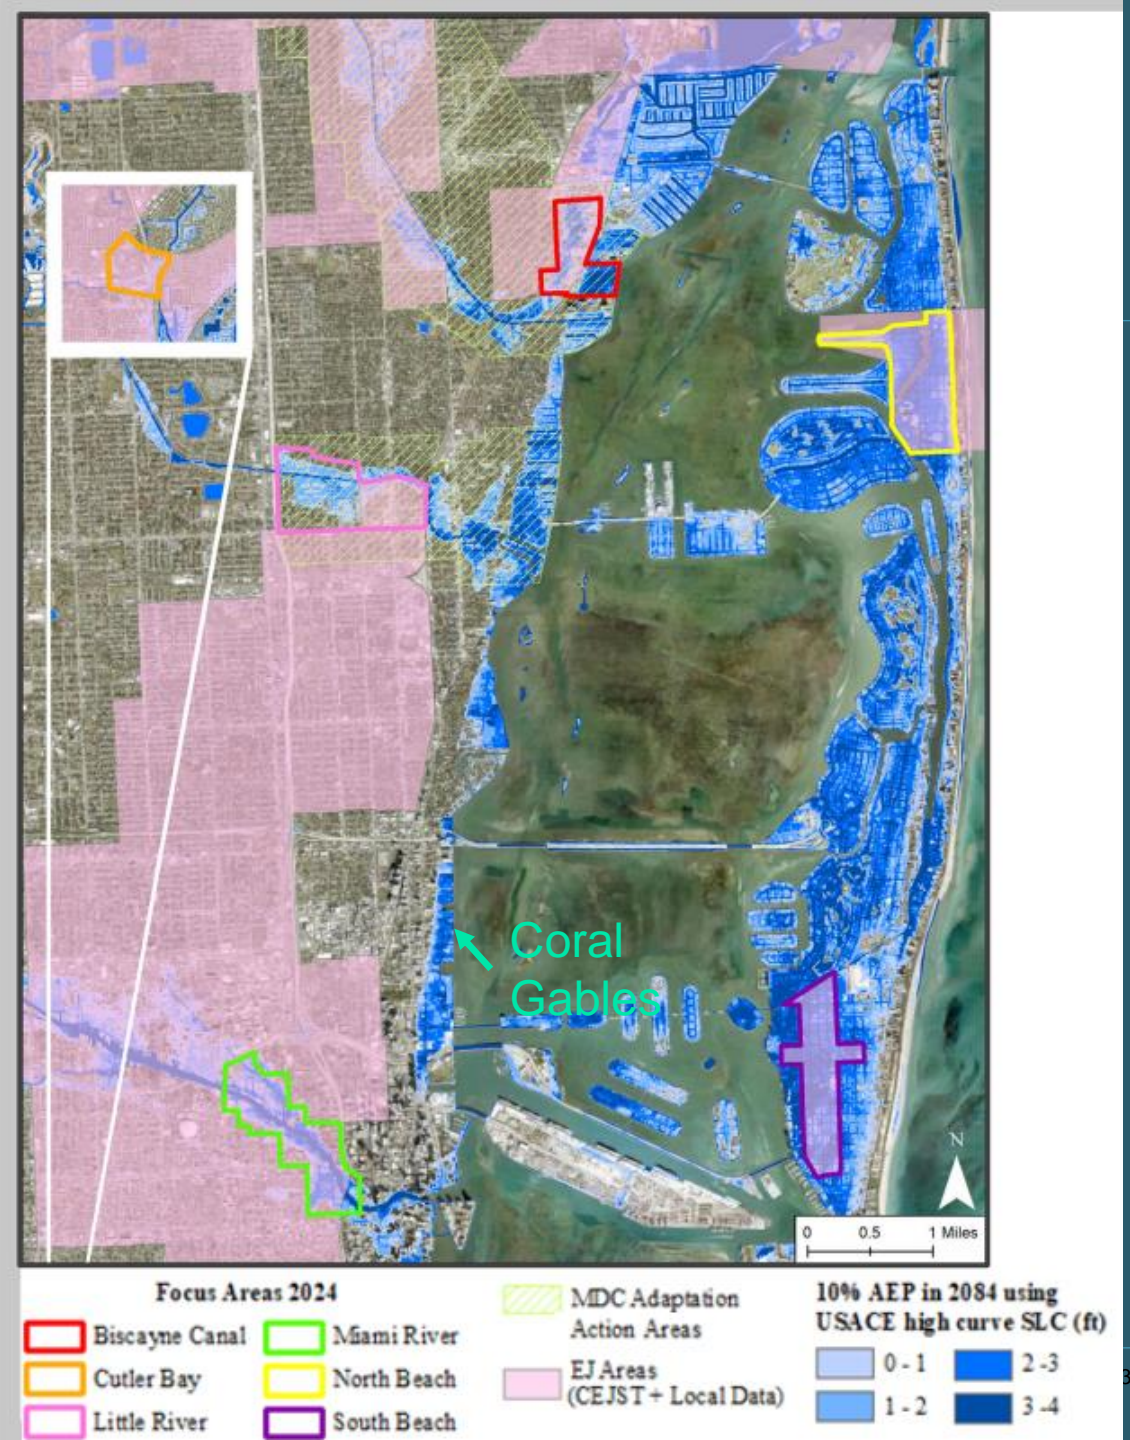 Coral
Gables
N
0 0.5 1 Miles
Focus Areas 2024
Biscayne Canal
Cutler Bay
Little River
Miami River
North Beach
South Beach
MDC Adaptation
Action Areas
EJ Areas
(CEJST + Local Data)
10% AEP in 2084 using
USACE high curve SLC (ft)
0 - 1
1 - 2
2 -3
3 -4
3